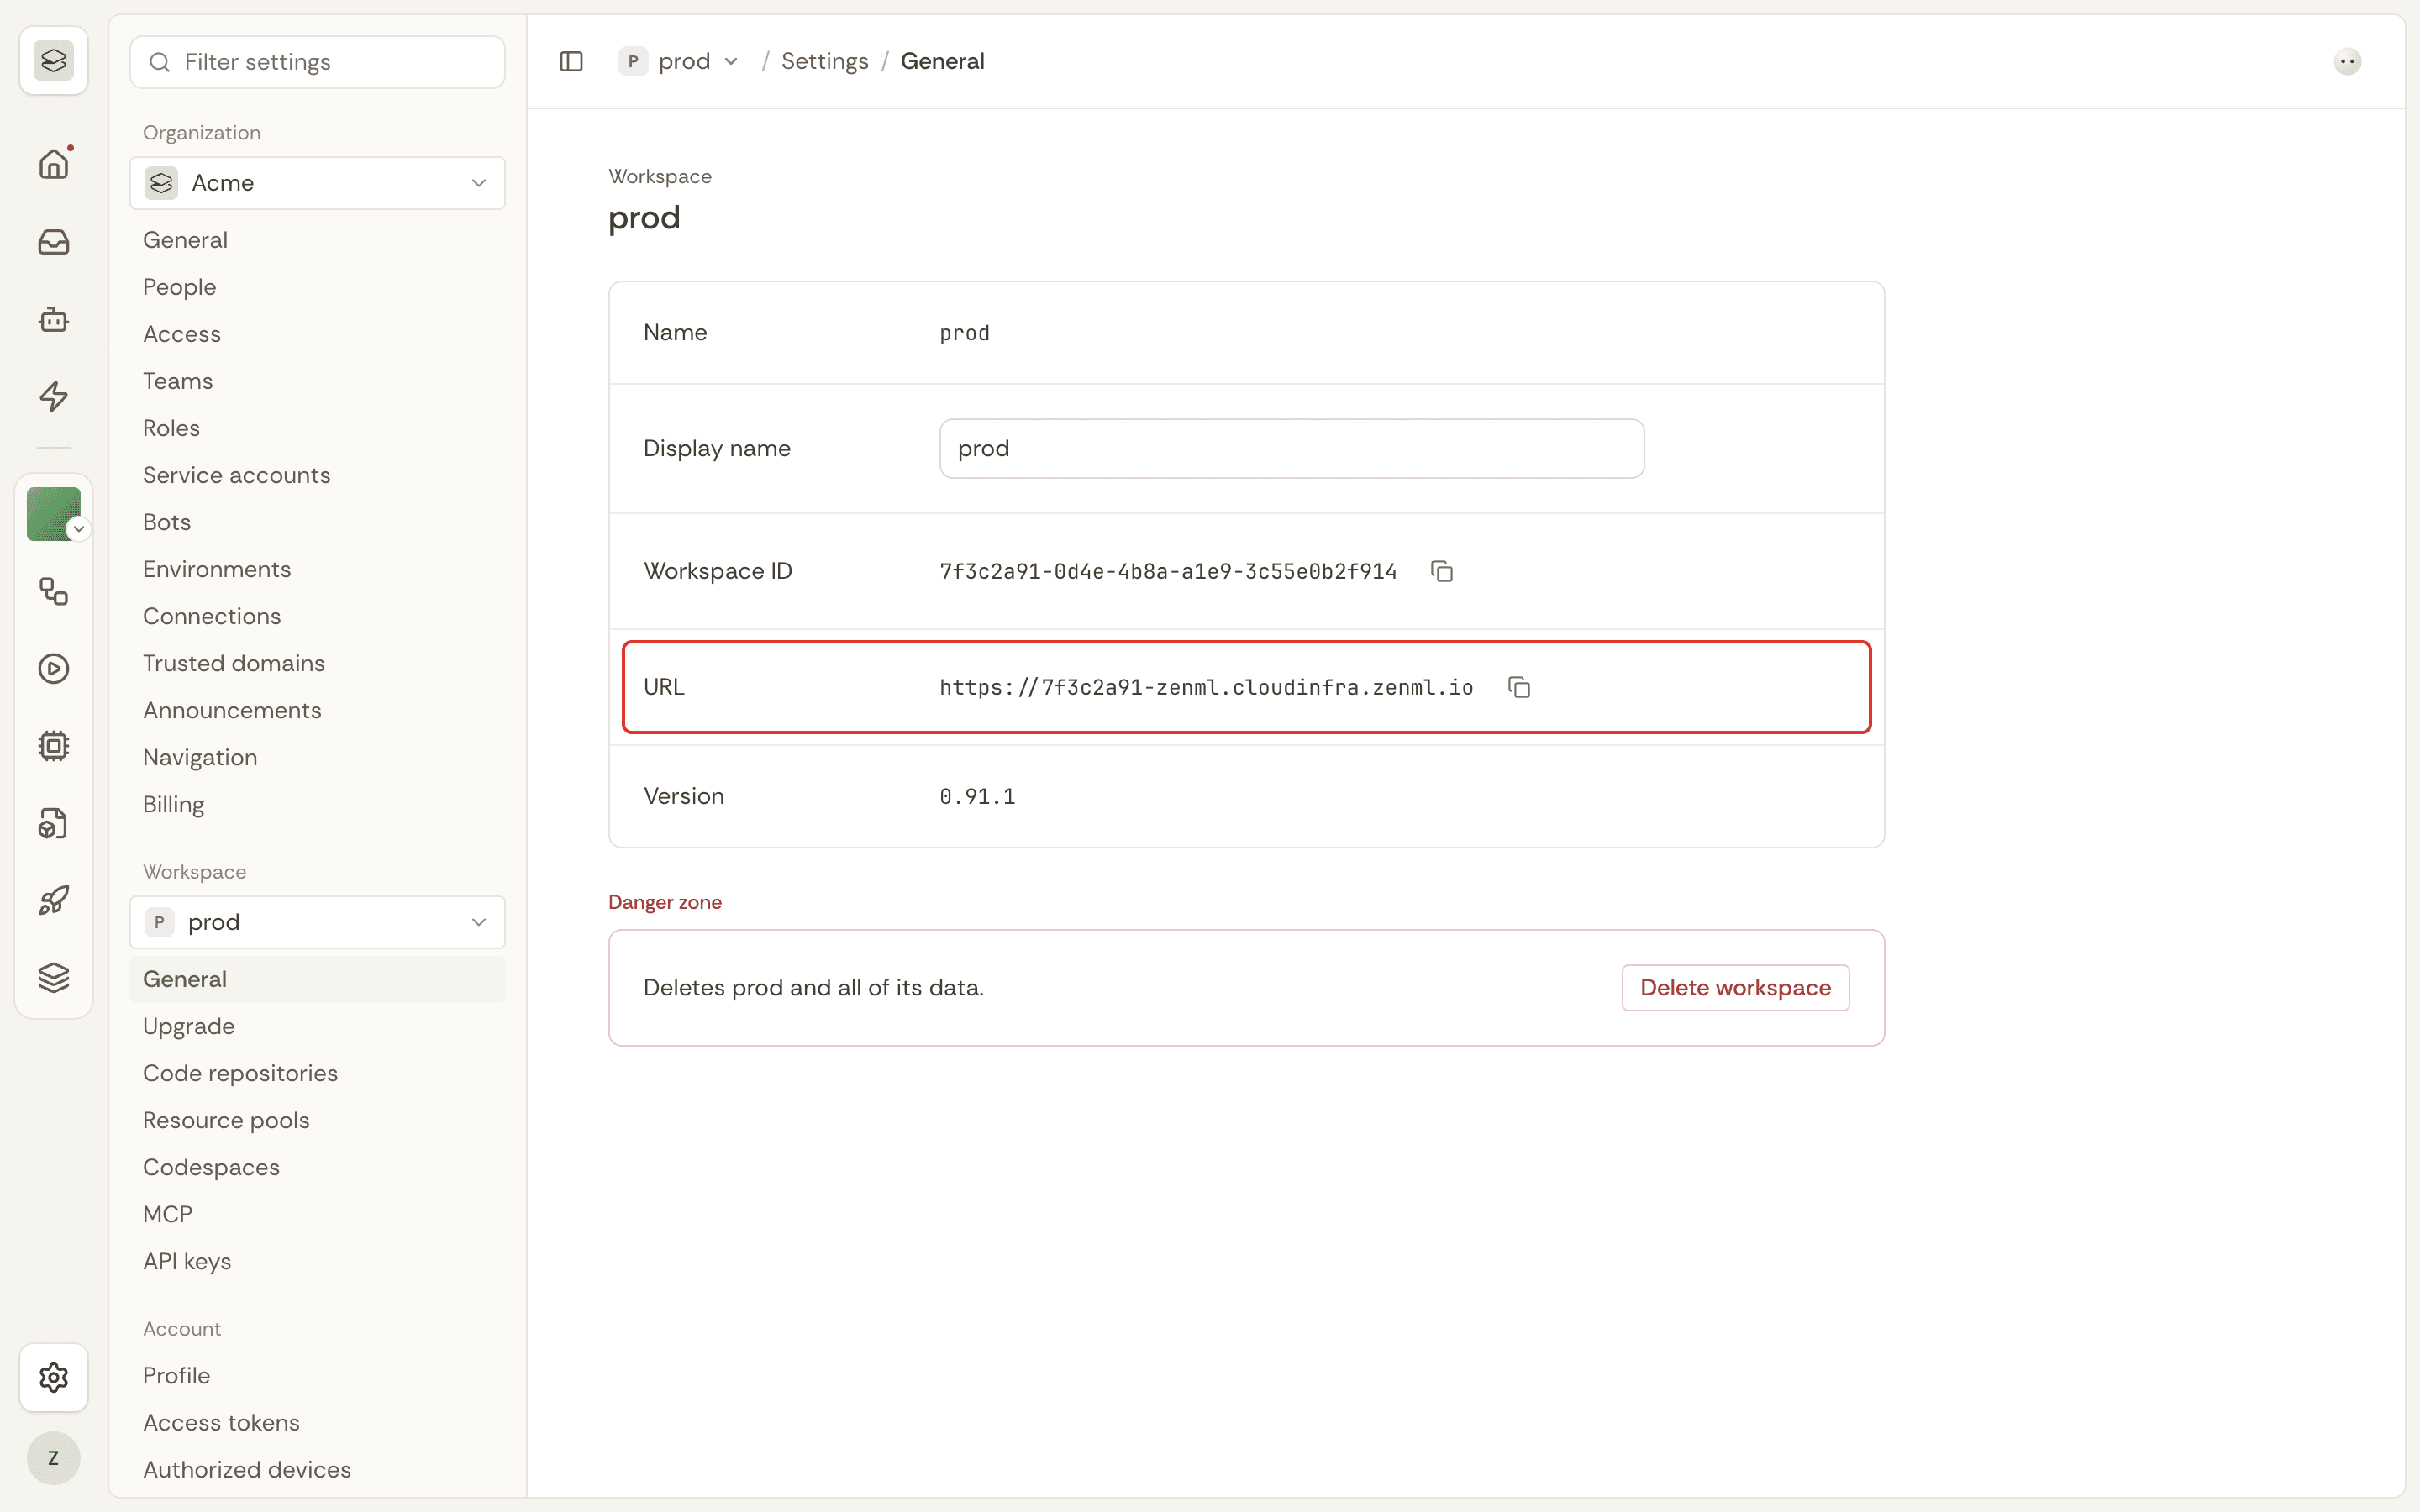 Filter settings
Organization
Acme
General
People
Access
Teams
Roles
Service accounts
Bots
Environments
Connections
Trusted domains
Announcements
Navigation
Billing
Workspace
P prod
General
Upgrade
Code repositories
Resource pools
Codespaces
MCP
API keys
Account
Profile
Access tokens
Authorized devices
Z
P prod / Settings / General
Workspace
prod
Name prod
Display name prod
Workspace ID 7f3c2a91-0d4e-4b8a-a1e9-3c55e0b2f914
URL https://7f3c2a91-zenml.cloudinfra.zenml.io
Version 0.91.1
Danger zone
Deletes prod and all of its data. Delete workspace